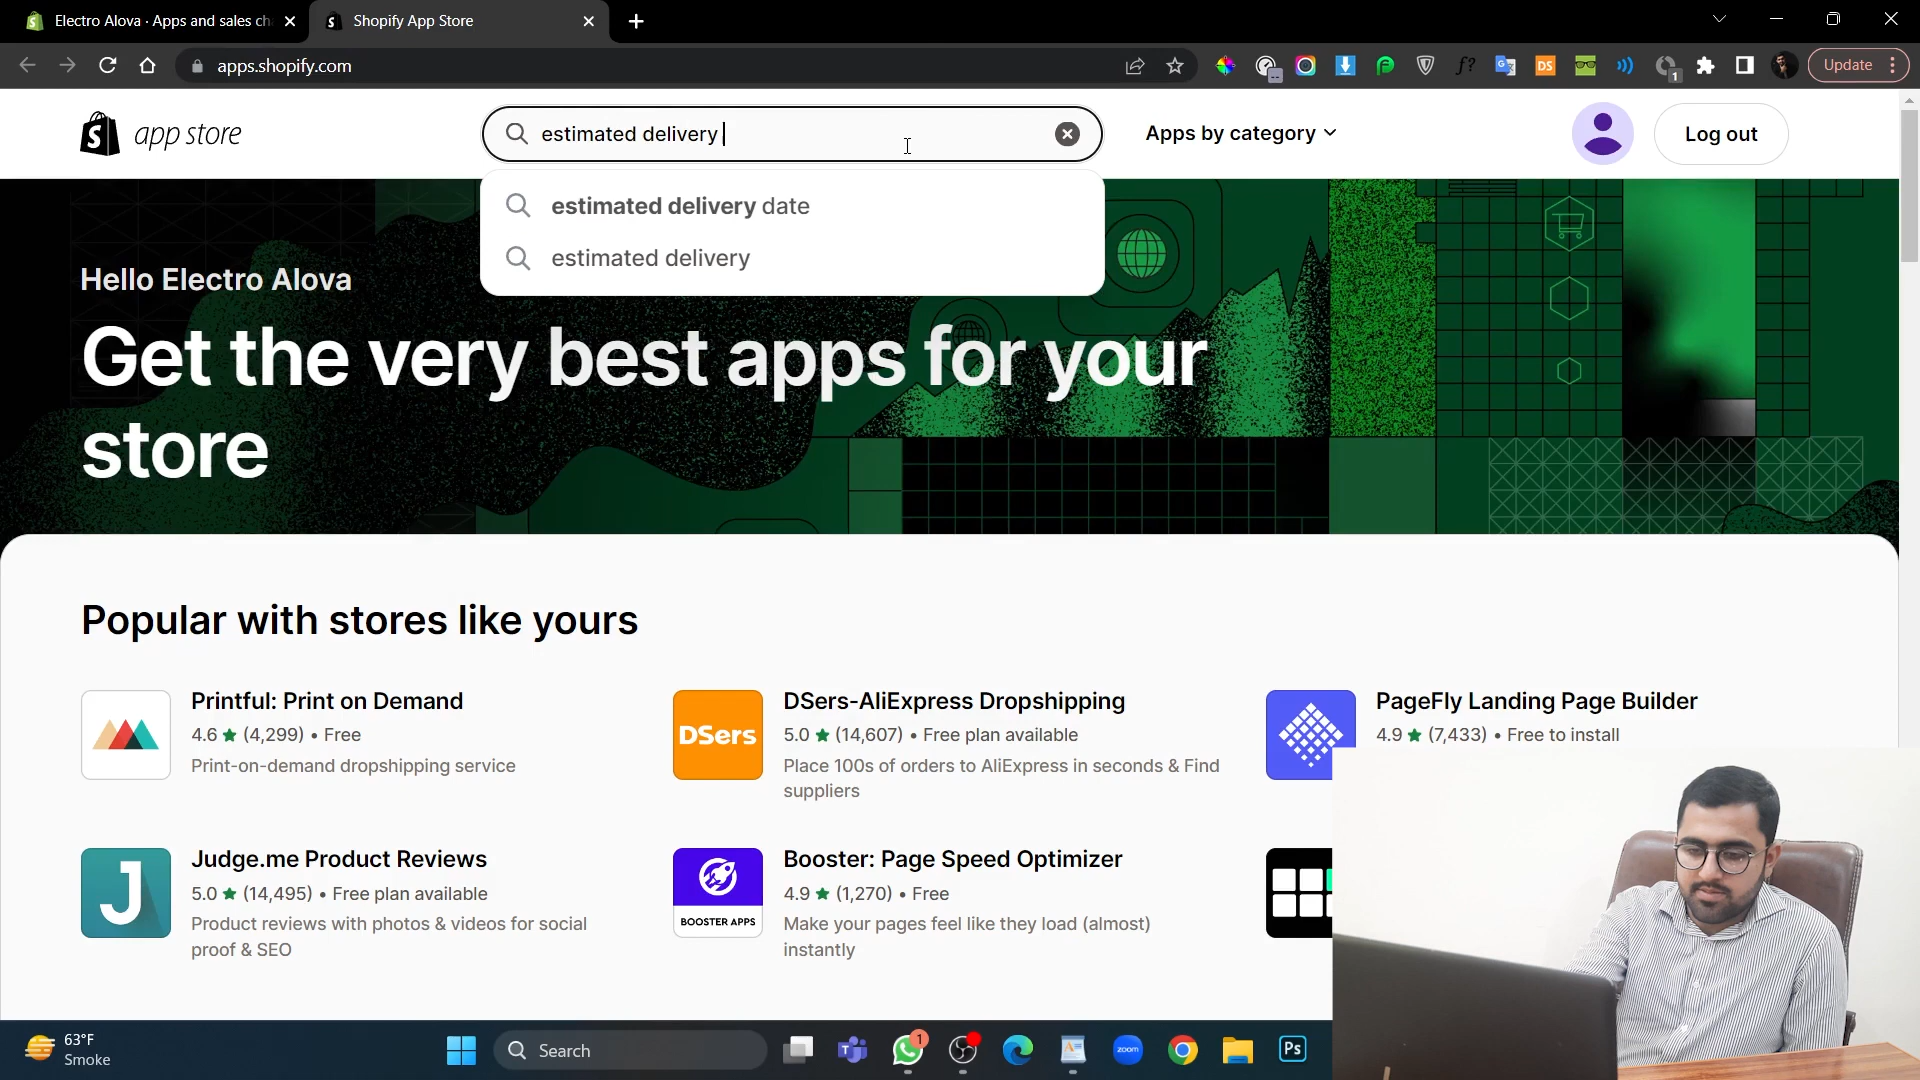 Electro Alova · Apps and sales ch
Shopify App Store
apps.shopify.com
Update
app store
estimated delivery
Apps by category
Log out
estimated delivery date
estimated delivery
Hello Electro Alova
Get the very best apps for your
store
Popular with stores like yours
Printful: Print on Demand
4.6 ★ (4,299) • Free
Print-on-demand dropshipping service
DSers
DSers-AliExpress Dropshipping
5.0 ★ (14,607) • Free plan available
Place 100s of orders to AliExpress in seconds & Find
suppliers
PageFly Landing Page Builder
4.9 ★ (7,433) • Free to install
J
Judge.me Product Reviews
5.0 ★ (14,495) • Free plan available
Product reviews with photos & videos for social
proof & SEO
BOOSTER APPS
Booster: Page Speed Optimizer
4.9 ★ (1,270) • Free
Make your pages feel like they load (almost)
instantly
63°F
Smoke
Search
1
zoom
Ps